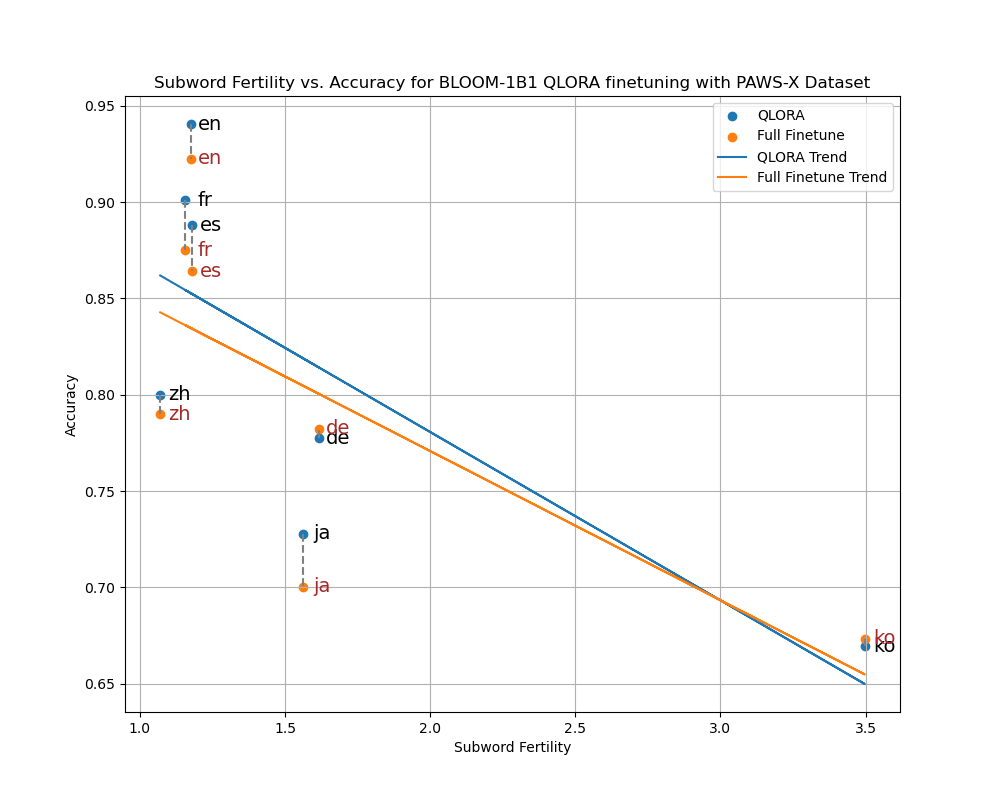 Subword Fertility vs. Accuracy for BLOOM-1B1 QLORA finetuning with PAWS-X Dataset
QLORA
Full Finetune
QLORA Trend
Full Finetune Trend
0.95
0.90
0.85
0.80
0.75
0.70
0.65
Accuracy
en
en
fr
es
fr
es
zh
zh
de
de
ja
ja
ko
ko
1.0 1.5 2.0 2.5 3.0 3.5
Subword Fertility